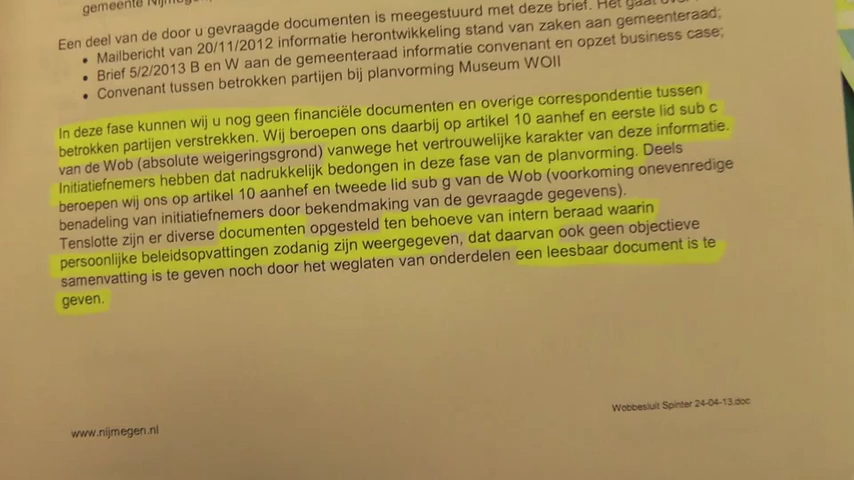 gemeente Nijmegen,
Een deel van de door u gevraagde documenten is meegestuurd met deze brief. Het gaat over
• Mailbericht van 20/11/2012 informatie herontwikkeling stand van zaken aan gemeenteraad;
• Brief 5/2/2013 B en W aan de gemeenteraad informatie convenant en opzet business case;
• Convenant tussen betrokken partijen bij planvorming Museum WOII
In deze fase kunnen wij u nog geen financiële documenten en overige correspondentie tussen
betrokken partijen verstrekken. Wij beroepen ons daarbij op artikel 10 aanhef en eerste lid sub c
van de Wob (absolute weigeringsgrond) vanwege het vertrouwelijke karakter van deze informatie.
Initiatiefnemers hebben dat nadrukkelijk bedongen in deze fase van de planvorming. Deels
beroepen wij ons op artikel 10 aanhef en tweede lid sub g van de Wob (voorkoming onevenredige
benadeling van initiatiefnemers door bekendmaking van de gevraagde gegevens).
Tenslotte zijn er diverse documenten opgesteld ten behoeve van intern beraad waarin
persoonlijke beleidsopvattingen zodanig zijn weergegeven, dat daarvan ook geen objectieve
samenvatting is te geven noch door het weglaten van onderdelen een leesbaar document is te
geven.
www.nijmegen.nl
Wobbesluit Spinter 24-04-13.doc